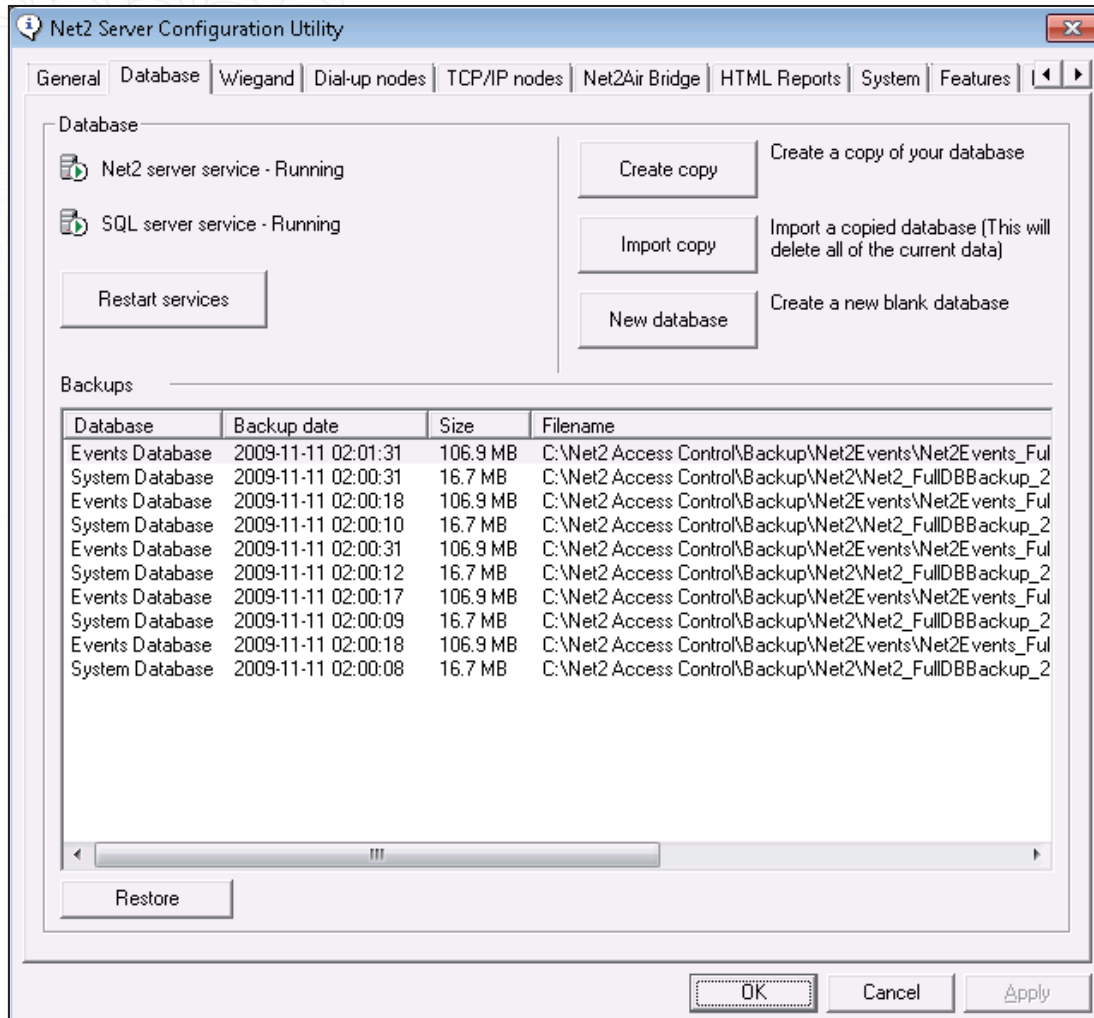 Net2 Server Configuration Utility
General Database Wiegand Dial-up nodes TCP/IP nodes Net2Air Bridge HTML Reports System Features
Database
Net2 server service - Running
SQL server service - Running
Restart services
Create copy
Create a copy of your database
Import copy
Import a copied database (This will
delete all of the current data)
New database
Create a new blank database
Backups
Database Backup date Size Filename
Events Database 2009-11-11 02:01:31 106.9 MB C:\Net2 Access Control\Backup\Net2Events\Net2Events_Ful
System Database 2009-11-11 02:00:31 16.7 MB C:\Net2 Access Control\Backup\Net2\Net2_FullDBBackup_2
Events Database 2009-11-11 02:00:18 106.9 MB C:\Net2 Access Control\Backup\Net2Events\Net2Events_Ful
System Database 2009-11-11 02:00:10 16.7 MB C:\Net2 Access Control\Backup\Net2\Net2_FullDBBackup_2
Events Database 2009-11-11 02:00:31 106.9 MB C:\Net2 Access Control\Backup\Net2Events\Net2Events_Ful
System Database 2009-11-11 02:00:12 16.7 MB C:\Net2 Access Control\Backup\Net2\Net2_FullDBBackup_2
Events Database 2009-11-11 02:00:17 106.9 MB C:\Net2 Access Control\Backup\Net2Events\Net2Events_Ful
System Database 2009-11-11 02:00:09 16.7 MB C:\Net2 Access Control\Backup\Net2\Net2_FullDBBackup_2
Events Database 2009-11-11 02:00:18 106.9 MB C:\Net2 Access Control\Backup\Net2Events\Net2Events_Ful
System Database 2009-11-11 02:00:08 16.7 MB C:\Net2 Access Control\Backup\Net2\Net2_FullDBBackup_2
Restore
OK Cancel Apply